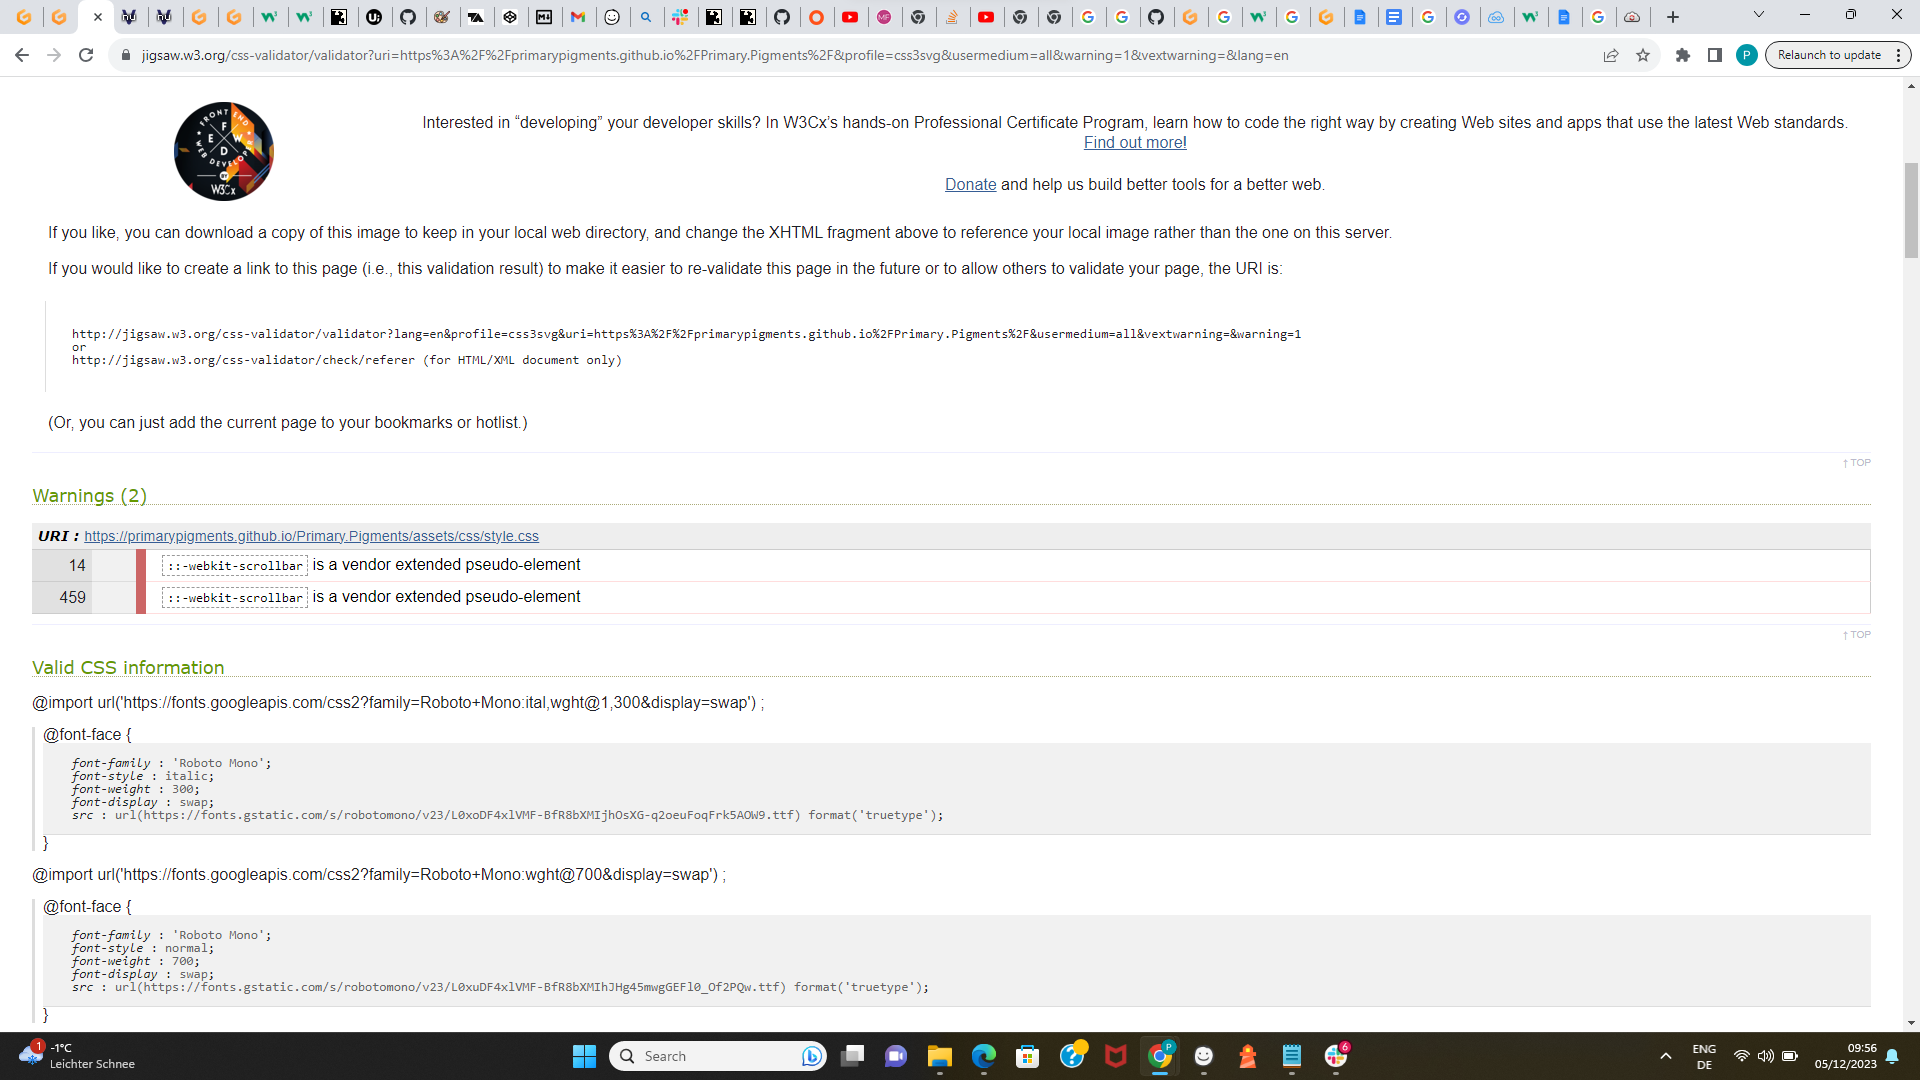 jigsaw.w3.org/css-validator/validator?uri=https%3A%2F%2Fprimarypigments.github.io%2FPrimary.Pigments%2F&profile=css3svg&usermedium=all&warning=1&vextwarning=&lang=en
P
Relaunch to update
FRONT END
WEB DEVELOPER
F
E W
D
BY
W3Cx
Interested in “developing” your developer skills? In W3Cx’s hands-on Professional Certificate Program, learn how to code the right way by creating Web sites and apps that use the latest Web standards.
Find out more!
Donate and help us build better tools for a better web.
If you like, you can download a copy of this image to keep in your local web directory, and change the XHTML fragment above to reference your local image rather than the one on this server.
If you would like to create a link to this page (i.e., this validation result) to make it easier to re-validate this page in the future or to allow others to validate your page, the URI is:
http://jigsaw.w3.org/css-validator/validator?lang=en&profile=css3svg&uri=https%3A%2F%2Fprimarypigments.github.io%2FPrimary.Pigments%2F&usermedium=all&vextwarning=&warning=1
or
http://jigsaw.w3.org/css-validator/check/referer (for HTML/XML document only)
(Or, you can just add the current page to your bookmarks or hotlist.)
↑ TOP
Warnings (2)
URI : https://primarypigments.github.io/Primary.Pigments/assets/css/style.css
14 ::-webkit-scrollbar is a vendor extended pseudo-element
459 ::-webkit-scrollbar is a vendor extended pseudo-element
↑ TOP
Valid CSS information
@import url('https://fonts.googleapis.com/css2?family=Roboto+Mono:ital,wght@1,300&display=swap') ;
@font-face {
font-family : 'Roboto Mono';
font-style : italic;
font-weight : 300;
font-display : swap;
src : url(https://fonts.gstatic.com/s/robotomono/v23/L0xoDF4xlVMF-BfR8bXMIjhOsXG-q2oeuFoqFrk5AOW9.ttf) format('truetype');
}
@import url('https://fonts.googleapis.com/css2?family=Roboto+Mono:wght@700&display=swap') ;
@font-face {
font-family : 'Roboto Mono';
font-style : normal;
font-weight : 700;
font-display : swap;
src : url(https://fonts.gstatic.com/s/robotomono/v23/L0xuDF4xlVMF-BfR8bXMIhJHg45mwgGEFl0_Of2PQw.ttf) format('truetype');
}
1
-1°C
Leichter Schnee
Search
P
6
ENG
DE
09:56
05/12/2023